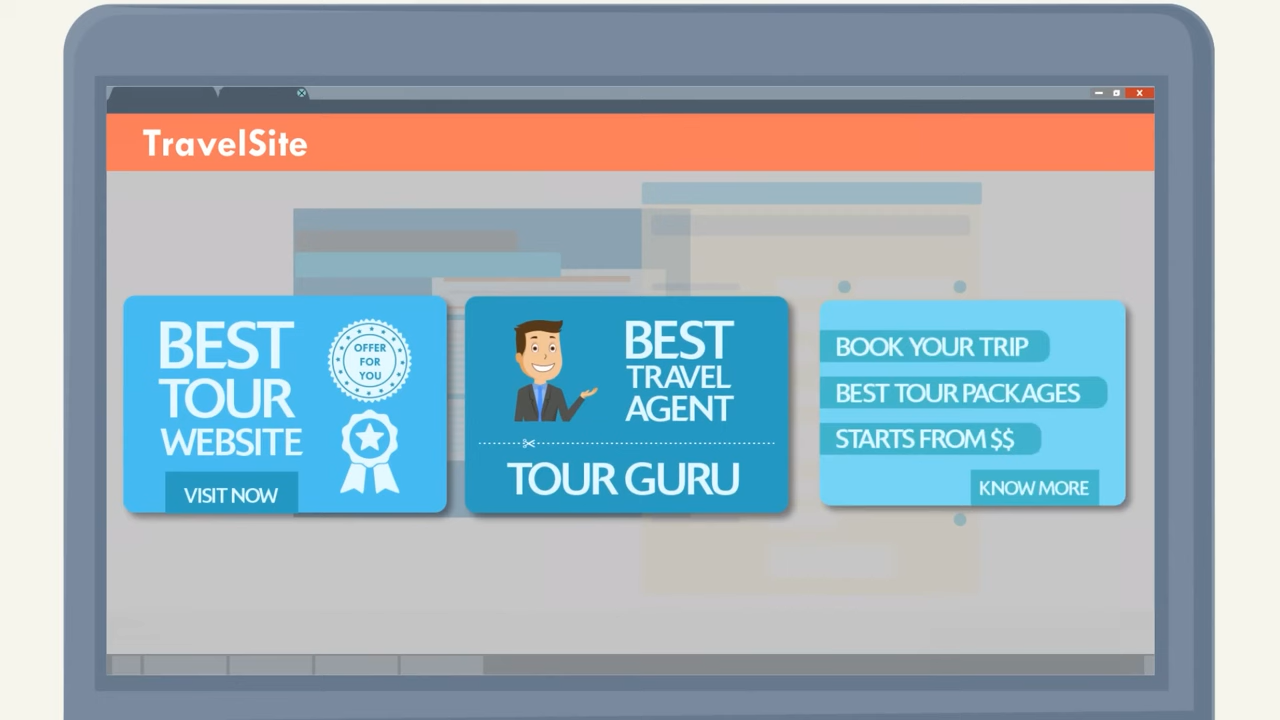 TravelSite
BEST
TOUR
WEBSITE
OFFER
FOR
YOU
VISIT NOW
BEST
TRAVEL
AGENT
TOUR GURU
BOOK YOUR TRIP
BEST TOUR PACKAGES
STARTS FROM $$
KNOW MORE